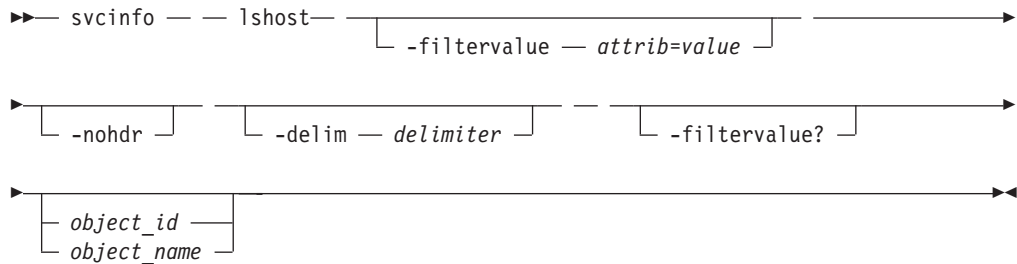 svcinfo lshost
-filtervalue attrib=value
-nohdr -delim delimiter -filtervalue?
object_id
object_name